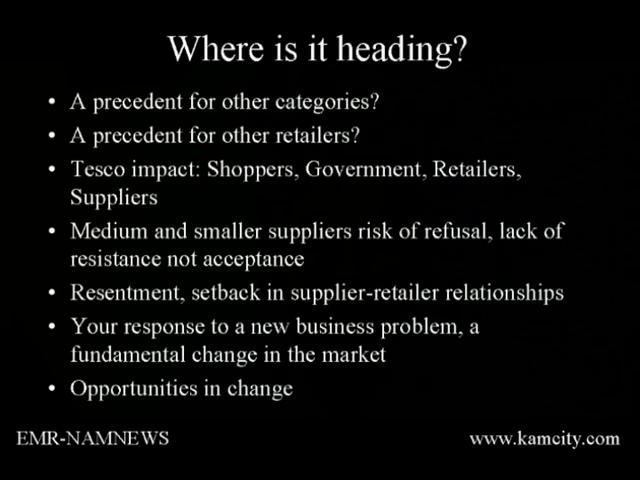 Where is it heading?
• A precedent for other categories?
• A precedent for other retailers?
• Tesco impact: Shoppers, Government, Retailers,
Suppliers
• Medium and smaller suppliers risk of refusal, lack of
resistance not acceptance
• Resentment, setback in supplier-retailer relationships
• Your response to a new business problem, a
fundamental change in the market
• Opportunities in change
EMR-NAMNEWS
www.kamcity.com